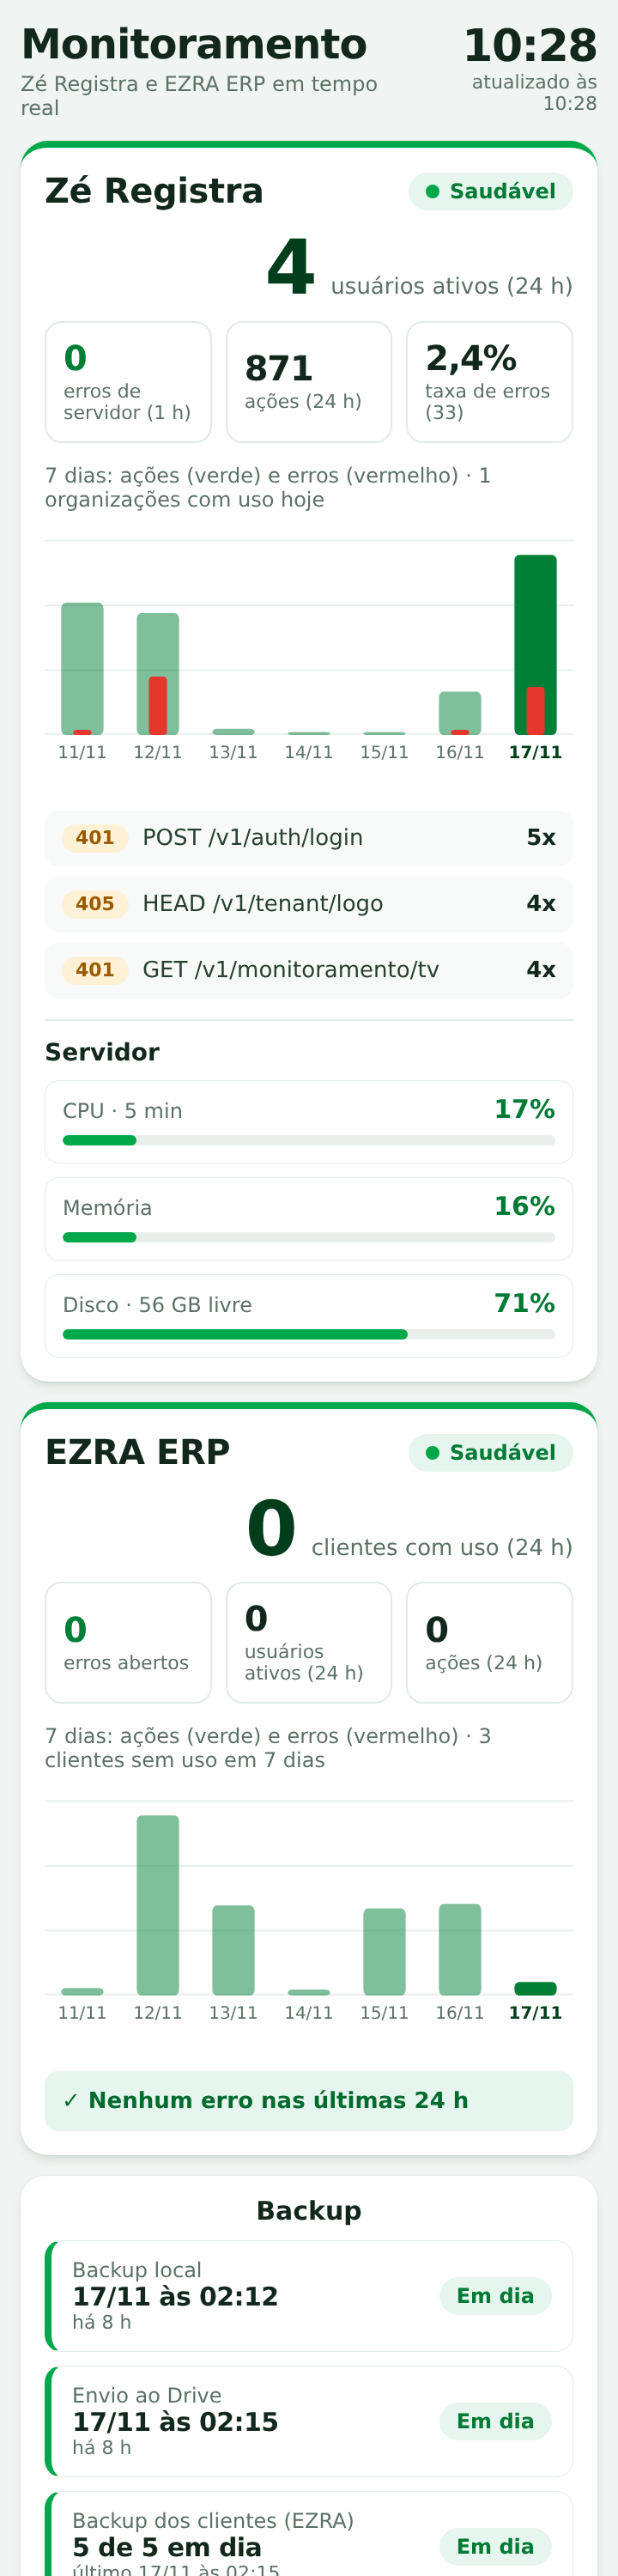 Monitoramento
10:28
Zé Registra e EZRA ERP em tempo
real
atualizado às
10:28
Zé Registra
Saudável
4 usuários ativos (24 h)
0
erros de
servidor (1 h)
871
ações (24 h)
2,4%
taxa de erros
(33)
7 dias: ações (verde) e erros (vermelho) · 1
organizações com uso hoje
11/11 12/11 13/11 14/11 15/11 16/11 17/11
401 POST /v1/auth/login 5x
405 HEAD /v1/tenant/logo 4x
401 GET /v1/monitoramento/tv 4x
Servidor
CPU · 5 min 17%
Memória 16%
Disco · 56 GB livre 71%
EZRA ERP
Saudável
0 clientes com uso (24 h)
0
erros abertos
0
usuários
ativos (24 h)
0
ações (24 h)
7 dias: ações (verde) e erros (vermelho) · 3
clientes sem uso em 7 dias
11/11 12/11 13/11 14/11 15/11 16/11 17/11
✓ Nenhum erro nas últimas 24 h
Backup
Backup local
17/11 às 02:12
há 8 h
Em dia
Envio ao Drive
17/11 às 02:15
há 8 h
Em dia
Backup dos clientes (EZRA)
5 de 5 em dia
último 17/11 às 02:15
Em dia